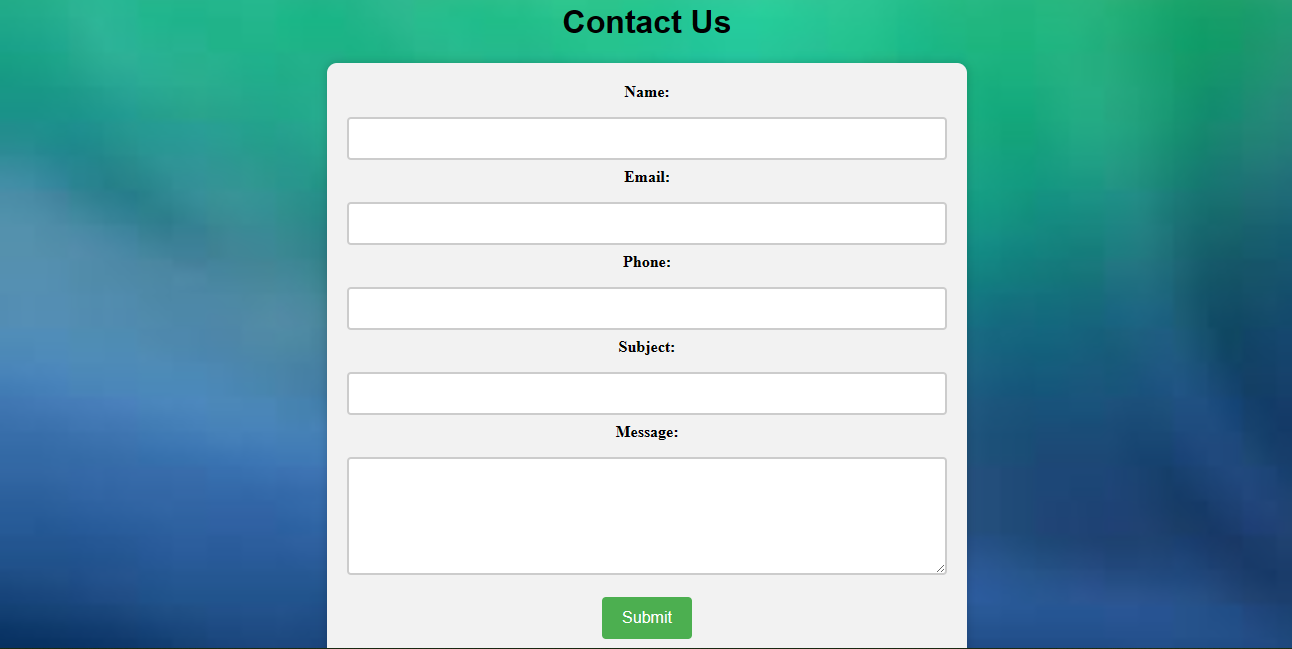 Contact Us
Name:
Email:
Phone:
Subject:
Message:
Submit